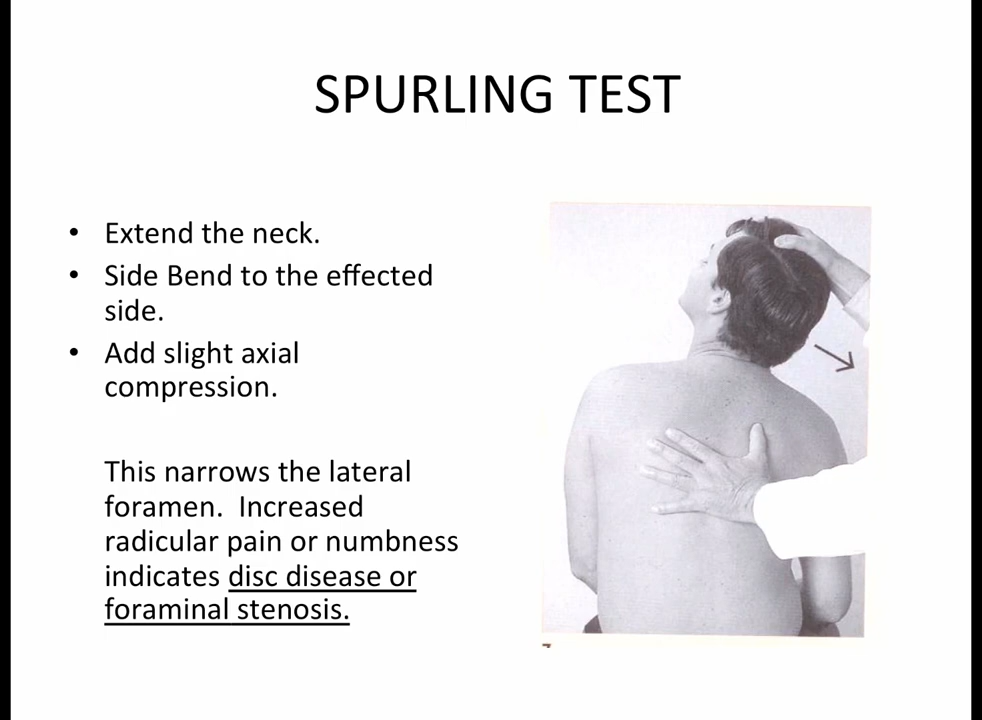 SPURLING TEST
• Extend the neck.
• Side Bend to the effected
side.
• Add slight axial
compression.
This narrows the lateral
foramen.  Increased
radicular pain or numbness
indicates disc disease or
foraminal stenosis.